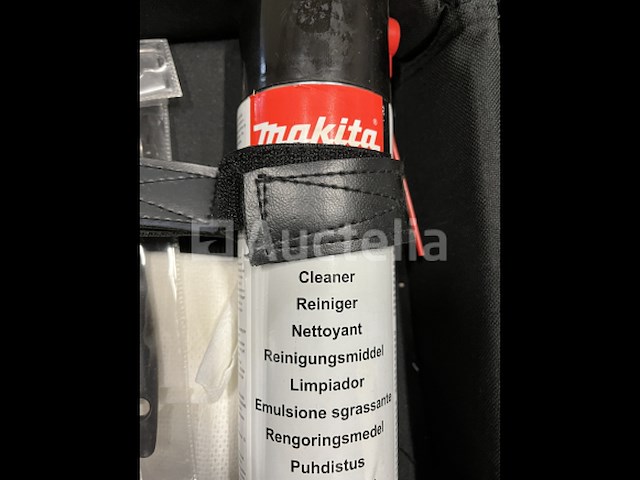 makita
Auctelia
Cleaner
Reiniger
Nettoyant
Reinigungsmiddel
Limpiador
Emulsione sgrassante
Rengoringsmedel
Puhdistus